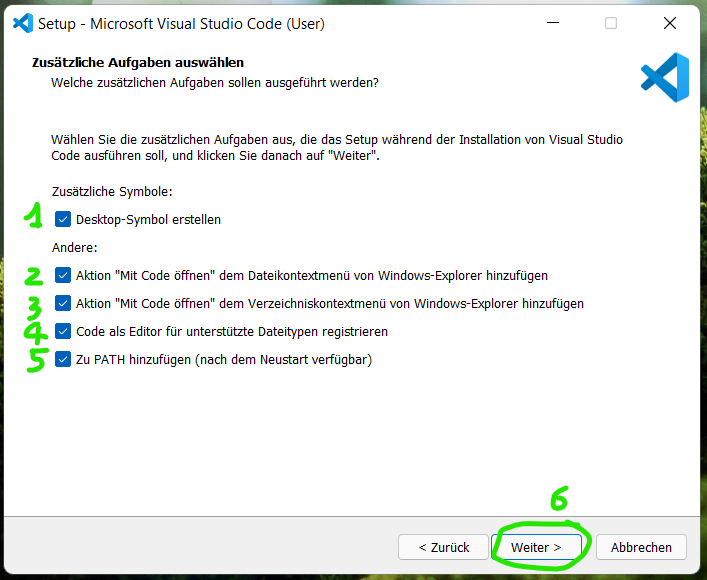 Setup - Microsoft Visual Studio Code (User)
Zusätzliche Aufgaben auswählen
Welche zusätzlichen Aufgaben sollen ausgeführt werden?
Wählen Sie die zusätzlichen Aufgaben aus, die das Setup während der Installation von Visual Studio
Code ausführen soll, und klicken Sie danach auf "Weiter".
Zusätzliche Symbole:
1 Desktop-Symbol erstellen
Andere:
2 Aktion "Mit Code öffnen" dem Dateikontextmenü von Windows-Explorer hinzufügen
3 Aktion "Mit Code öffnen" dem Verzeichniskontextmenü von Windows-Explorer hinzufügen
4 Code als Editor für unterstützte Dateitypen registrieren
5 Zu PATH hinzufügen (nach dem Neustart verfügbar)
6
< Zurück Weiter > Abbrechen